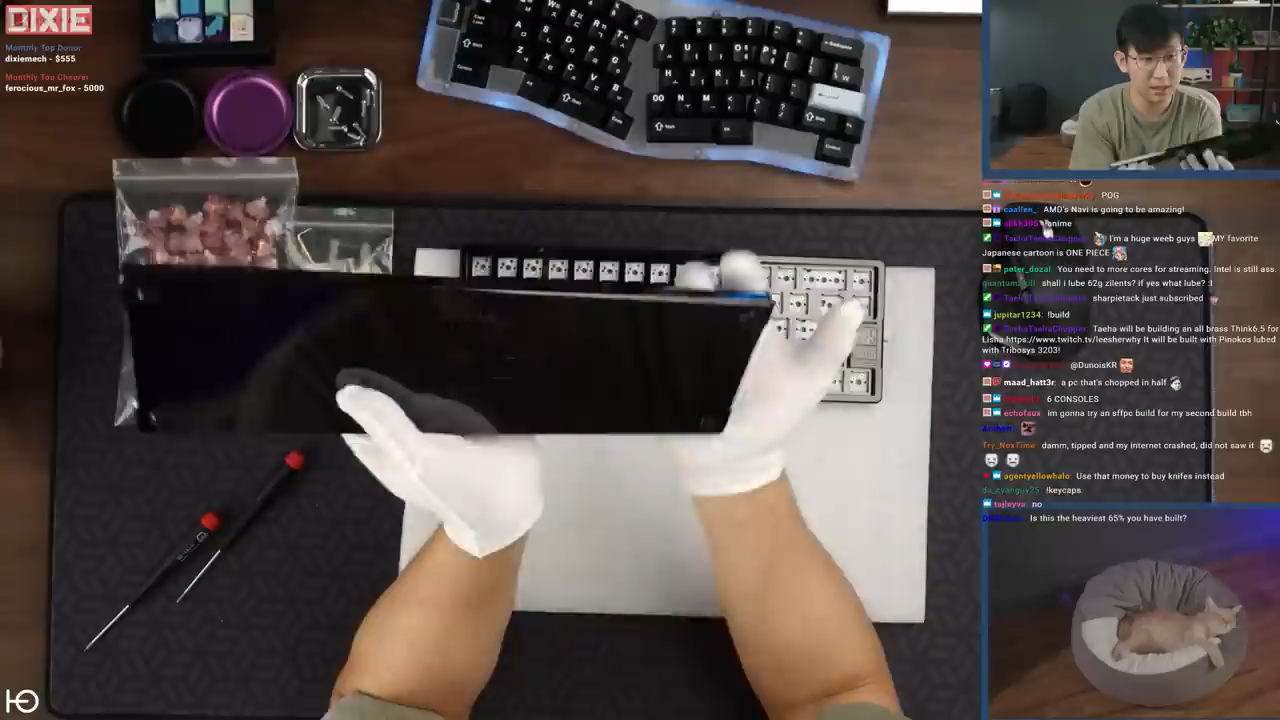 DIXIE
Monthly Top Donor
dixiemech - $555
Monthly Top Cheerer
ferocious_mr_fox - 5000
POG
caallen_: AMD's Navi is going to be amazing!
!anime
TaehaTaehaChopper: I'm a huge weeb guys MY favorite
Japanese cartoon is ONE PIECE
peter_dozal: You need to more cores for streaming. Intel is still ass
shall i lube 62g zilents? if yes what lube? :l
sharpietack just subscribed
jupitar1234: !build
TaehaTaehaChopper: Taeha will be building an all brass Think6.5 for
Lisha https://www.twitch.tv/leesherwhy It will be built with Pinokos lubed
with Tribosys 3203!
@DunoisKR
maad_hatt3r: a pc that's chopped in half
6 CONSOLES
echofaux: im gonna try an sffpc build for my second build tbh
Try_NexTime: damm, tipped and my internet crashed, did not saw it
agentyellowhalo: Use that money to buy knifes instead
!keycaps
tajleyva: no
Is this the heaviest 65% you have built?